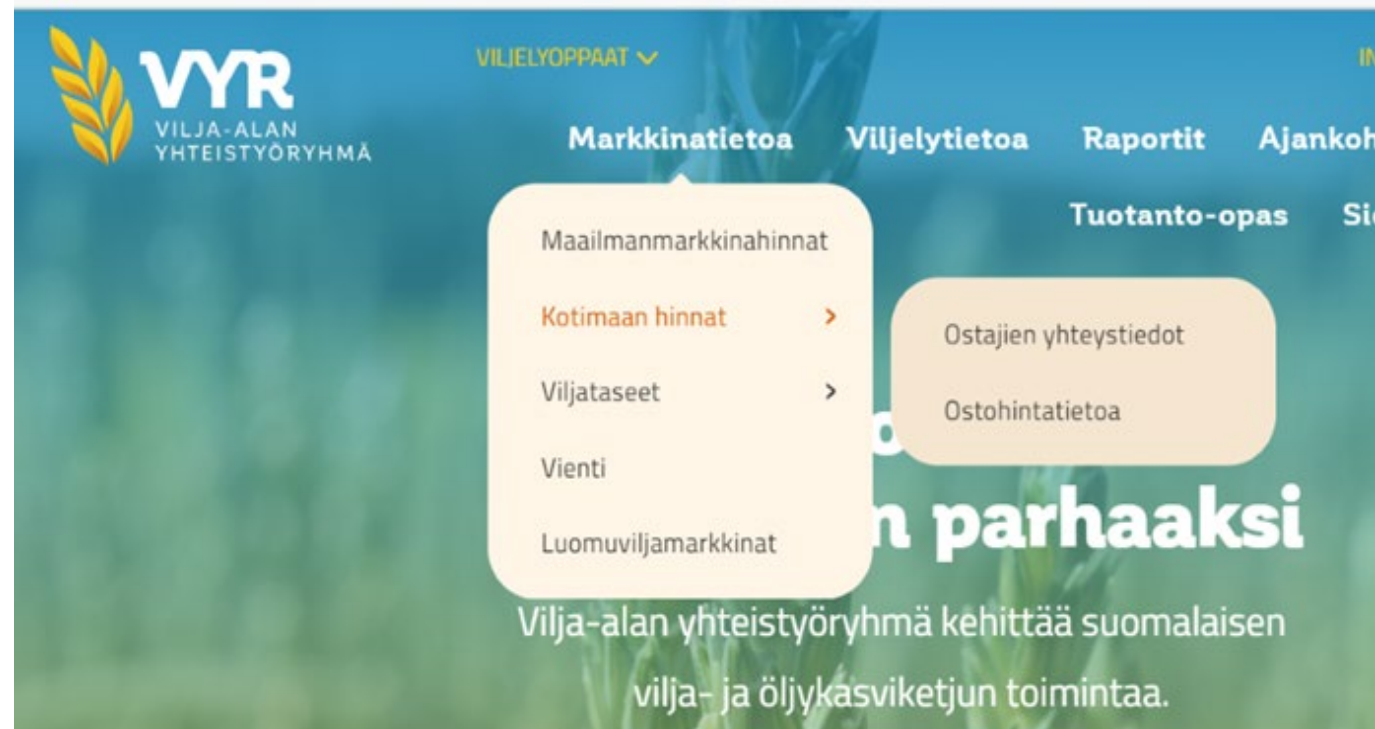 VYR
VILJA-ALAN
YHTEISTYÖRYHMÄ
VILJELYOPPAAT
Markkinatietoa Viljelytietoa Raportit
Tuotanto-opas
Maailmanmarkkinahinnat
Kotimaan hinnat
Viljataseet
Vienti
Luomuviljamarkkinat
Ostajien yhteystiedot
Ostohintatietoa
parhaaksi
Vilja-alan yhteistyöryhmä kehittää suomalaisen
vilja- ja öljykasviketjun toimintaa.